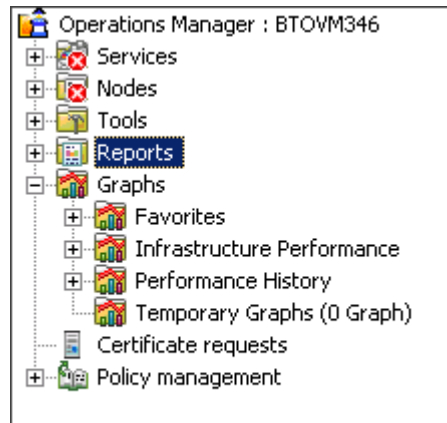 Operations Manager : BTOVM346
Services
Nodes
Tools
Reports
Graphs
Favorites
Infrastructure Performance
Performance History
Temporary Graphs (0 Graph)
Certificate requests
Policy management